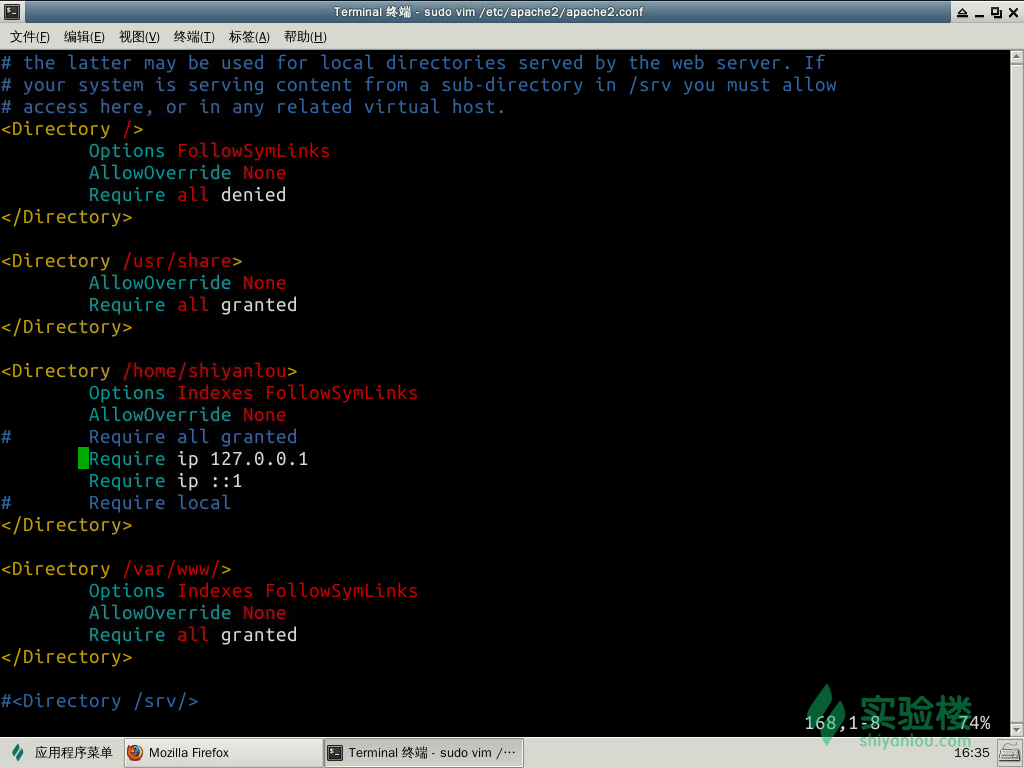 Terminal 终端 - sudo vim /etc/apache2/apache2.conf
文件(F) 编辑(E) 视图(V) 终端(T) 标签(A) 帮助(H)
# the latter may be used for local directories served by the web server. If
# your system is serving content from a sub-directory in /srv you must allow
# access here, or in any related virtual host.
<Directory />
        Options FollowSymLinks
        AllowOverride None
        Require all denied
</Directory>
<Directory /usr/share>
        AllowOverride None
        Require all granted
</Directory>
<Directory /home/shiyanlou>
        Options Indexes FollowSymLinks
        AllowOverride None
#       Require all granted
        Require ip 127.0.0.1
        Require ip ::1
#       Require local
</Directory>
<Directory /var/www/>
        Options Indexes FollowSymLinks
        AllowOverride None
        Require all granted
</Directory>
#<Directory /srv/>
168,1-8 74%
实验楼
shiyanlou.com
应用程序菜单 Mozilla Firefox Terminal 终端 - sudo vim /··· 16:35